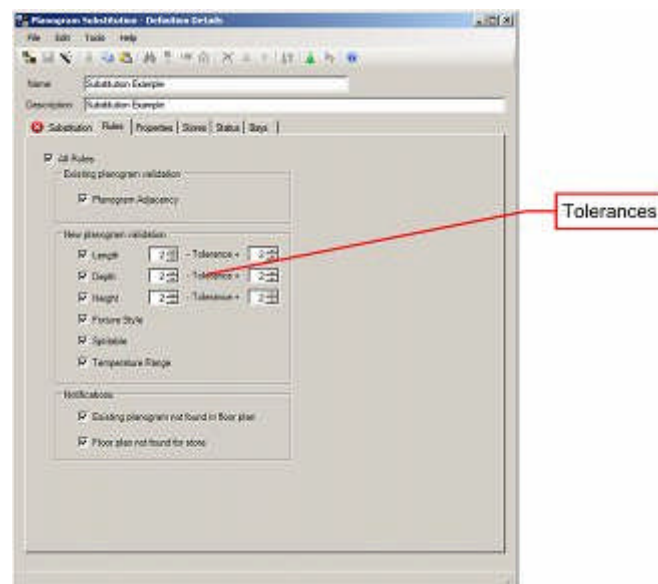 Planogram Substitution - Definition Details
File Edit Tools Help
Name Substitution Example
Description Substitution Example
Substitution Rules Properties Stores Status Days
All Rules
Existing planogram validation
Planogram Adjacency
New planogram validation
Length 2 - Tolerance + 2
Depth 2 - Tolerance + 2
Height 2 - Tolerance + 2
Fixture Style
Splittable
Temperature Range
Notifications
Existing planogram not found in floor plan
Floor plan not found for store
Tolerances